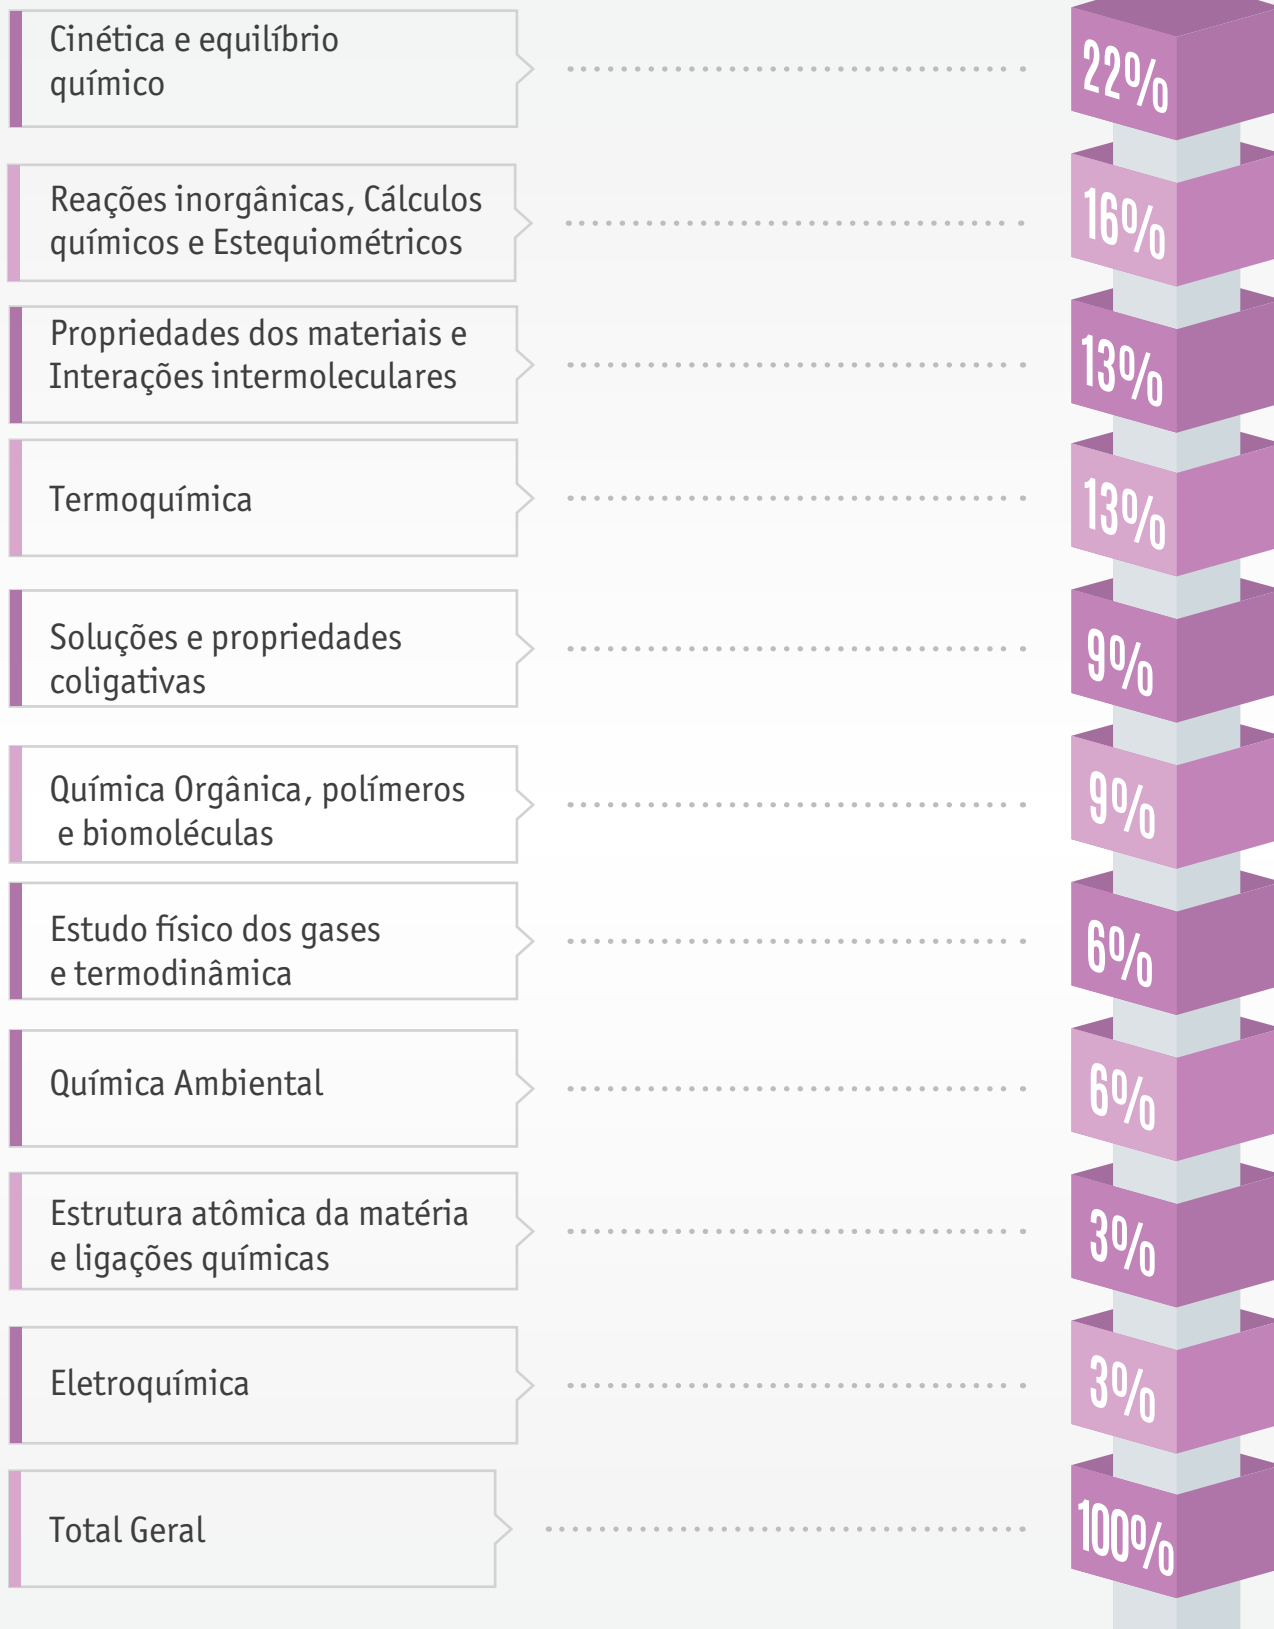 Cinética e equilíbrio
químico
22%
Reações inorgânicas, Cálculos
químicos e Estequiométricos
16%
Propriedades dos materiais e
Interações intermoleculares
13%
Termoquímica
13%
Soluções e propriedades
coligativas
9%
Química Orgânica, polímeros
e biomoléculas
9%
Estudo físico dos gases
e termodinâmica
6%
Química Ambiental
6%
Estrutura atômica da matéria
e ligações químicas
3%
Eletroquímica
3%
Total Geral
100%